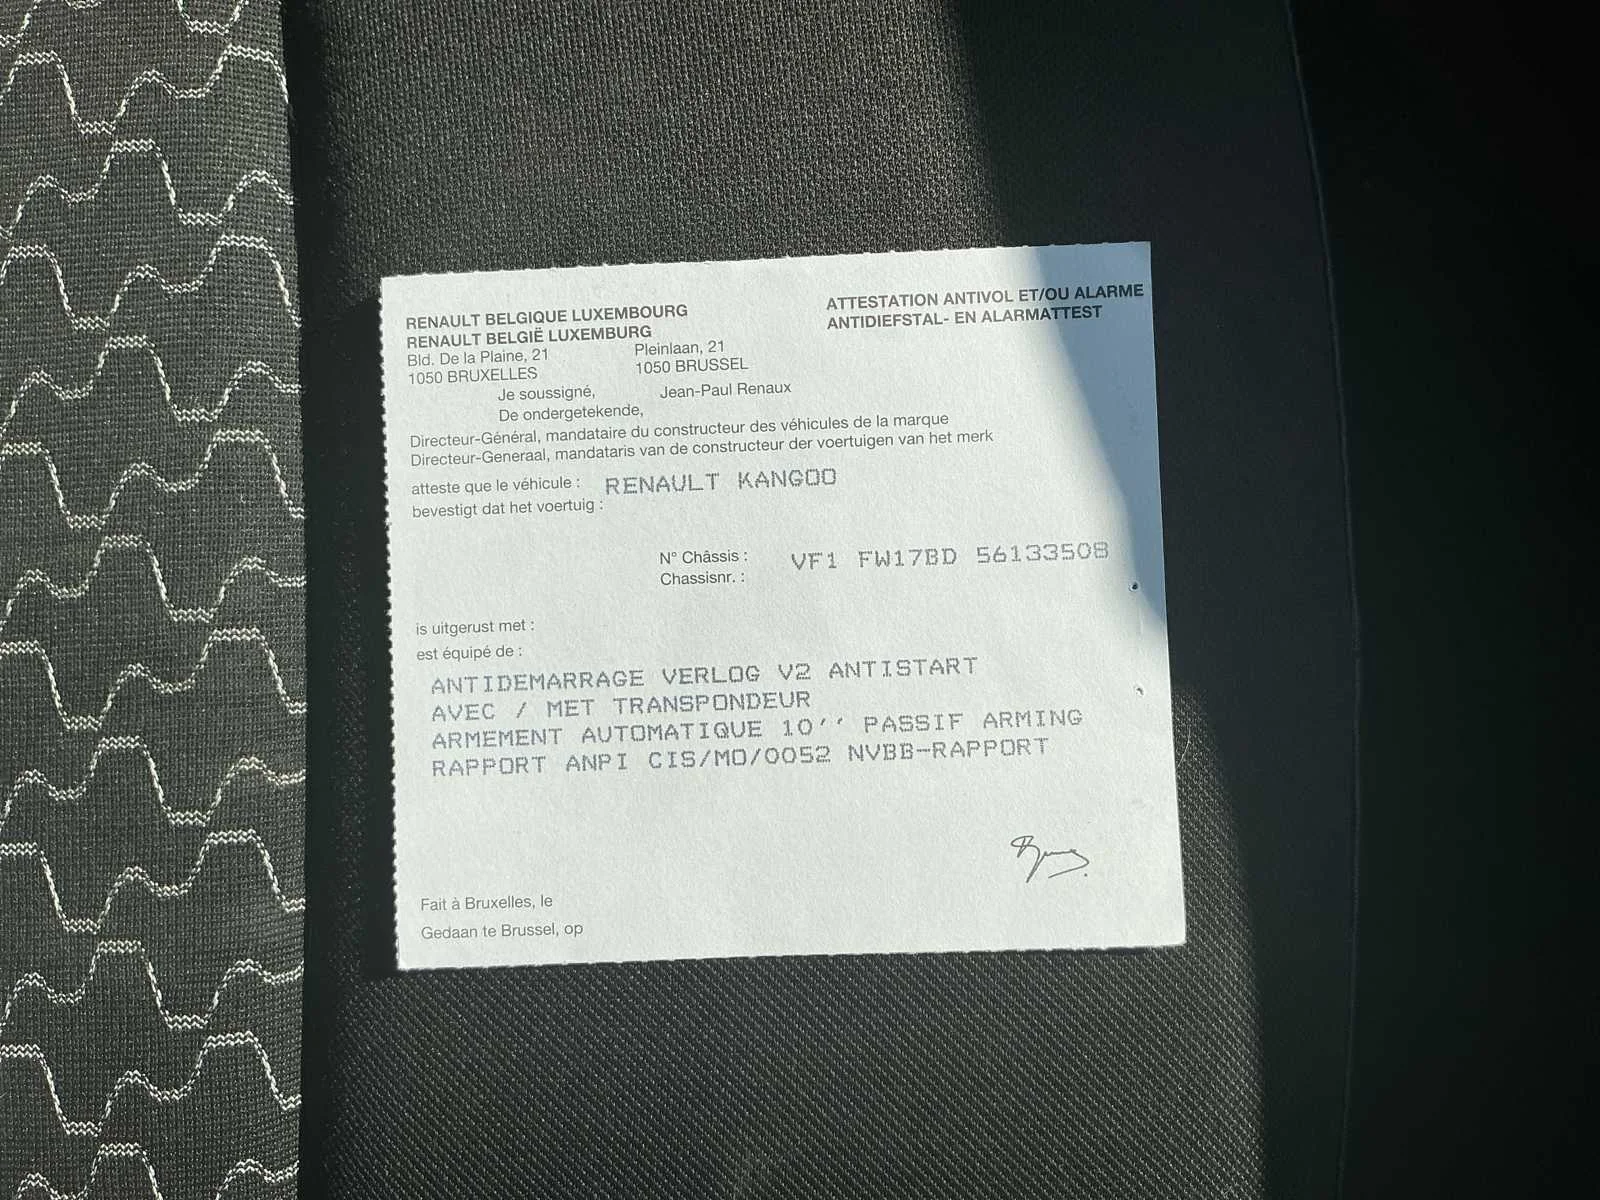 RENAULT BELGIQUE LUXEMBOURG
RENAULT BELGIË LUXEMBURG
Bld. De la Plaine, 21 Pleinlaan, 21
1050 BRUXELLES 1050 BRUSSEL
ATTESTATION ANTIVOL ET/OU ALARME
ANTIDIEFSTAL- EN ALARMATTEST
Je soussigné, Jean-Paul Renaux
De ondergetekende,
Directeur-Général, mandataire du constructeur des véhicules de la marque
Directeur-Generaal, mandataris van de constructeur der voertuigen van het merk
atteste que le véhicule : RENAULT KANGOO
bevestigt dat het voertuig :
N° Châssis : VF1 FW17BD 56133508
Chassisnr. :
is uitgerust met :
est équipé de :
ANTIDEMARRAGE VERLOG V2 ANTISTART
AVEC / MET TRANSPONDEUR
ARMEMENT AUTOMATIQUE 10'' PASSIF ARMING
RAPPORT ANPI CIS/MO/0052 NVBB-RAPPORT
Fait à Bruxelles, le
Gedaan te Brussel, op